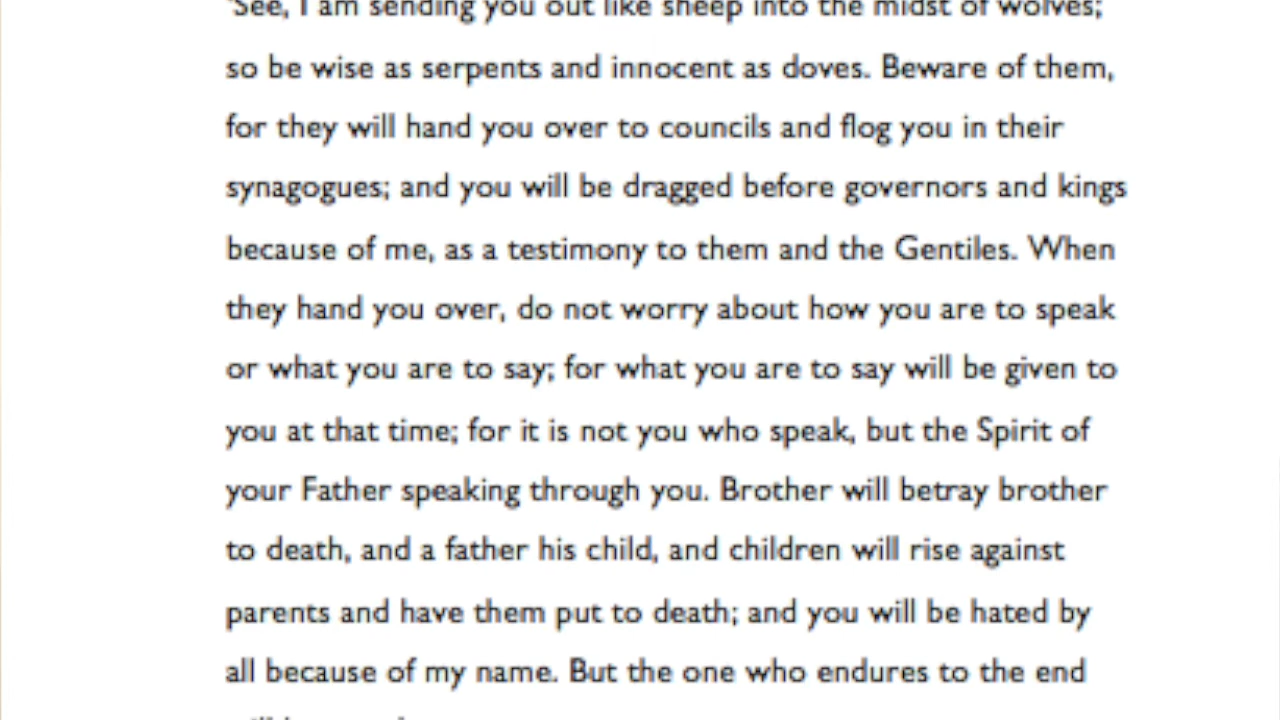 'See, I am sending you out like sheep into the midst of wolves;
so be wise as serpents and innocent as doves. Beware of them,
for they will hand you over to councils and flog you in their
synagogues; and you will be dragged before governors and kings
because of me, as a testimony to them and the Gentiles. When
they hand you over, do not worry about how you are to speak
or what you are to say; for what you are to say will be given to
you at that time; for it is not you who speak, but the Spirit of
your Father speaking through you. Brother will betray brother
to death, and a father his child, and children will rise against
parents and have them put to death; and you will be hated by
all because of my name. But the one who endures to the end